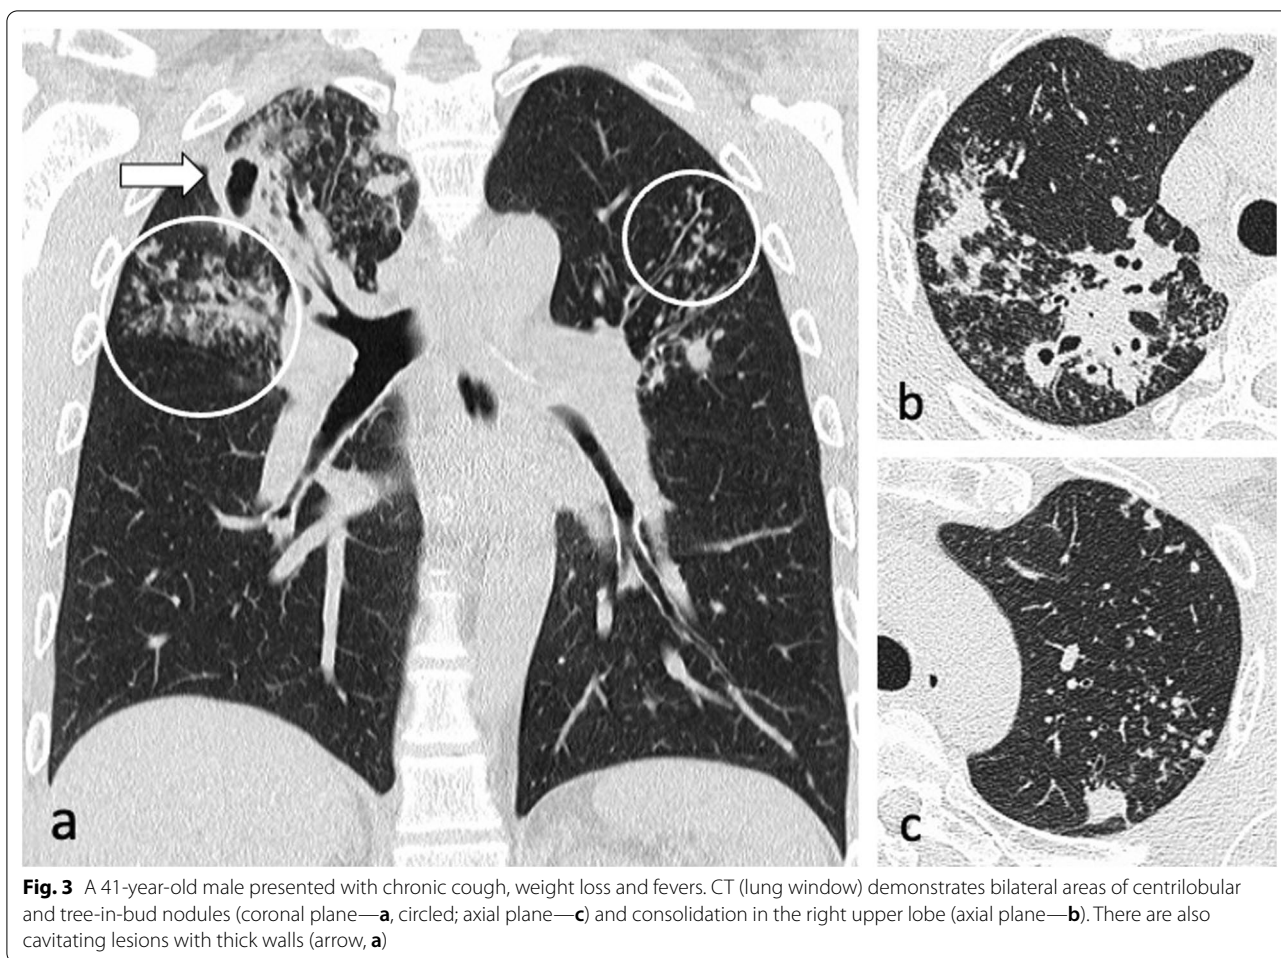 a
b
c
Fig. 3 A 41-year-old male presented with chronic cough, weight loss and fevers. CT (lung window) demonstrates bilateral areas of centrilobular
and tree-in-bud nodules (coronal plane—a, circled; axial plane—c) and consolidation in the right upper lobe (axial plane—b). There are also
cavitating lesions with thick walls (arrow, a)